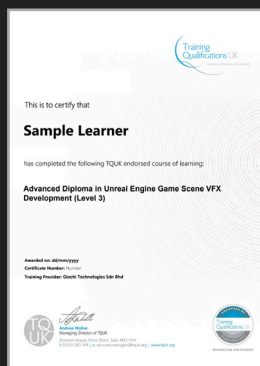 Training
Qualifications UK
This is to certify that
Sample Learner
has completed the following TQUK endorsed course of learning:
Advanced Diploma in Unreal Engine Game Scene VFX
Development (Level 3)
Awarded on: dd/mm/yyyy
Certificate Number: Number
Training Provider: Giochi Technologies Sdn Bhd
TQ
UK
Andrew Walker
Managing Director of TQUK
Training
Qualifications UK